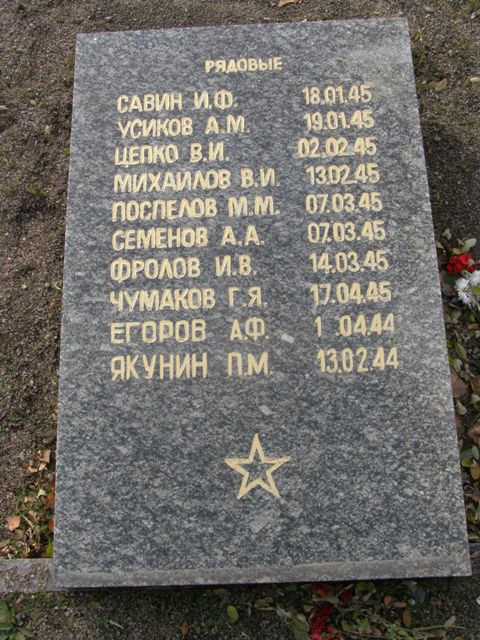 РЯДОВЫЕ
САВИН И.Ф. 18.01.45
УСИКОВ А.М. 19.01.45
ЦЕПКО В.И. 02.02.45
МИХАЙЛОВ В.И. 13.02.45
ПОСПЕЛОВ М.М. 07.03.45
СЕМЕНОВ А.А. 07.03.45
ФРОЛОВ И.В. 14.03.45
ЧУМАКОВ Г.Я. 17.04.45
ЕГОРОВ А.Ф. 1 .04.44
ЯКУНИН П.М. 13.02.44